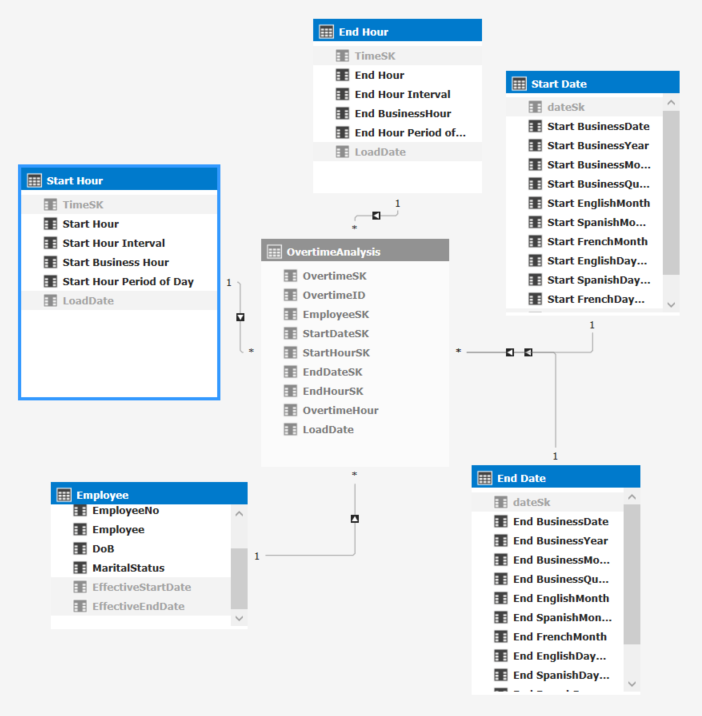 End Hour
TimeSK
End Hour
End Hour Interval
End BusinessHour
End Hour Period of...
LoadDate
1
*
Start Date
dateSk
Start BusinessDate
Start BusinessYear
Start BusinessMo...
Start BusinessQu...
Start EnglishMonth
Start SpanishMo...
Start FrenchMonth
Start EnglishDay...
Start SpanishDay...
Start FrenchDay...
1
Start Hour
TimeSK
Start Hour
Start Hour Interval
Start Business Hour
Start Hour Period of Day
LoadDate
1
*
OvertimeAnalysis
OvertimeSK
OvertimeID
EmployeeSK
StartDateSK
StartHourSK
EndDateSK
EndHourSK
OvertimeHour
LoadDate
*
*
Employee
EmployeeNo
Employee
DoB
MaritalStatus
EffectiveStartDate
EffectiveEndDate
1
1
End Date
dateSk
End BusinessDate
End BusinessYear
End BusinessMo...
End BusinessQu...
End EnglishMonth
End SpanishMon...
End FrenchMonth
End EnglishDay...
End SpanishDay...